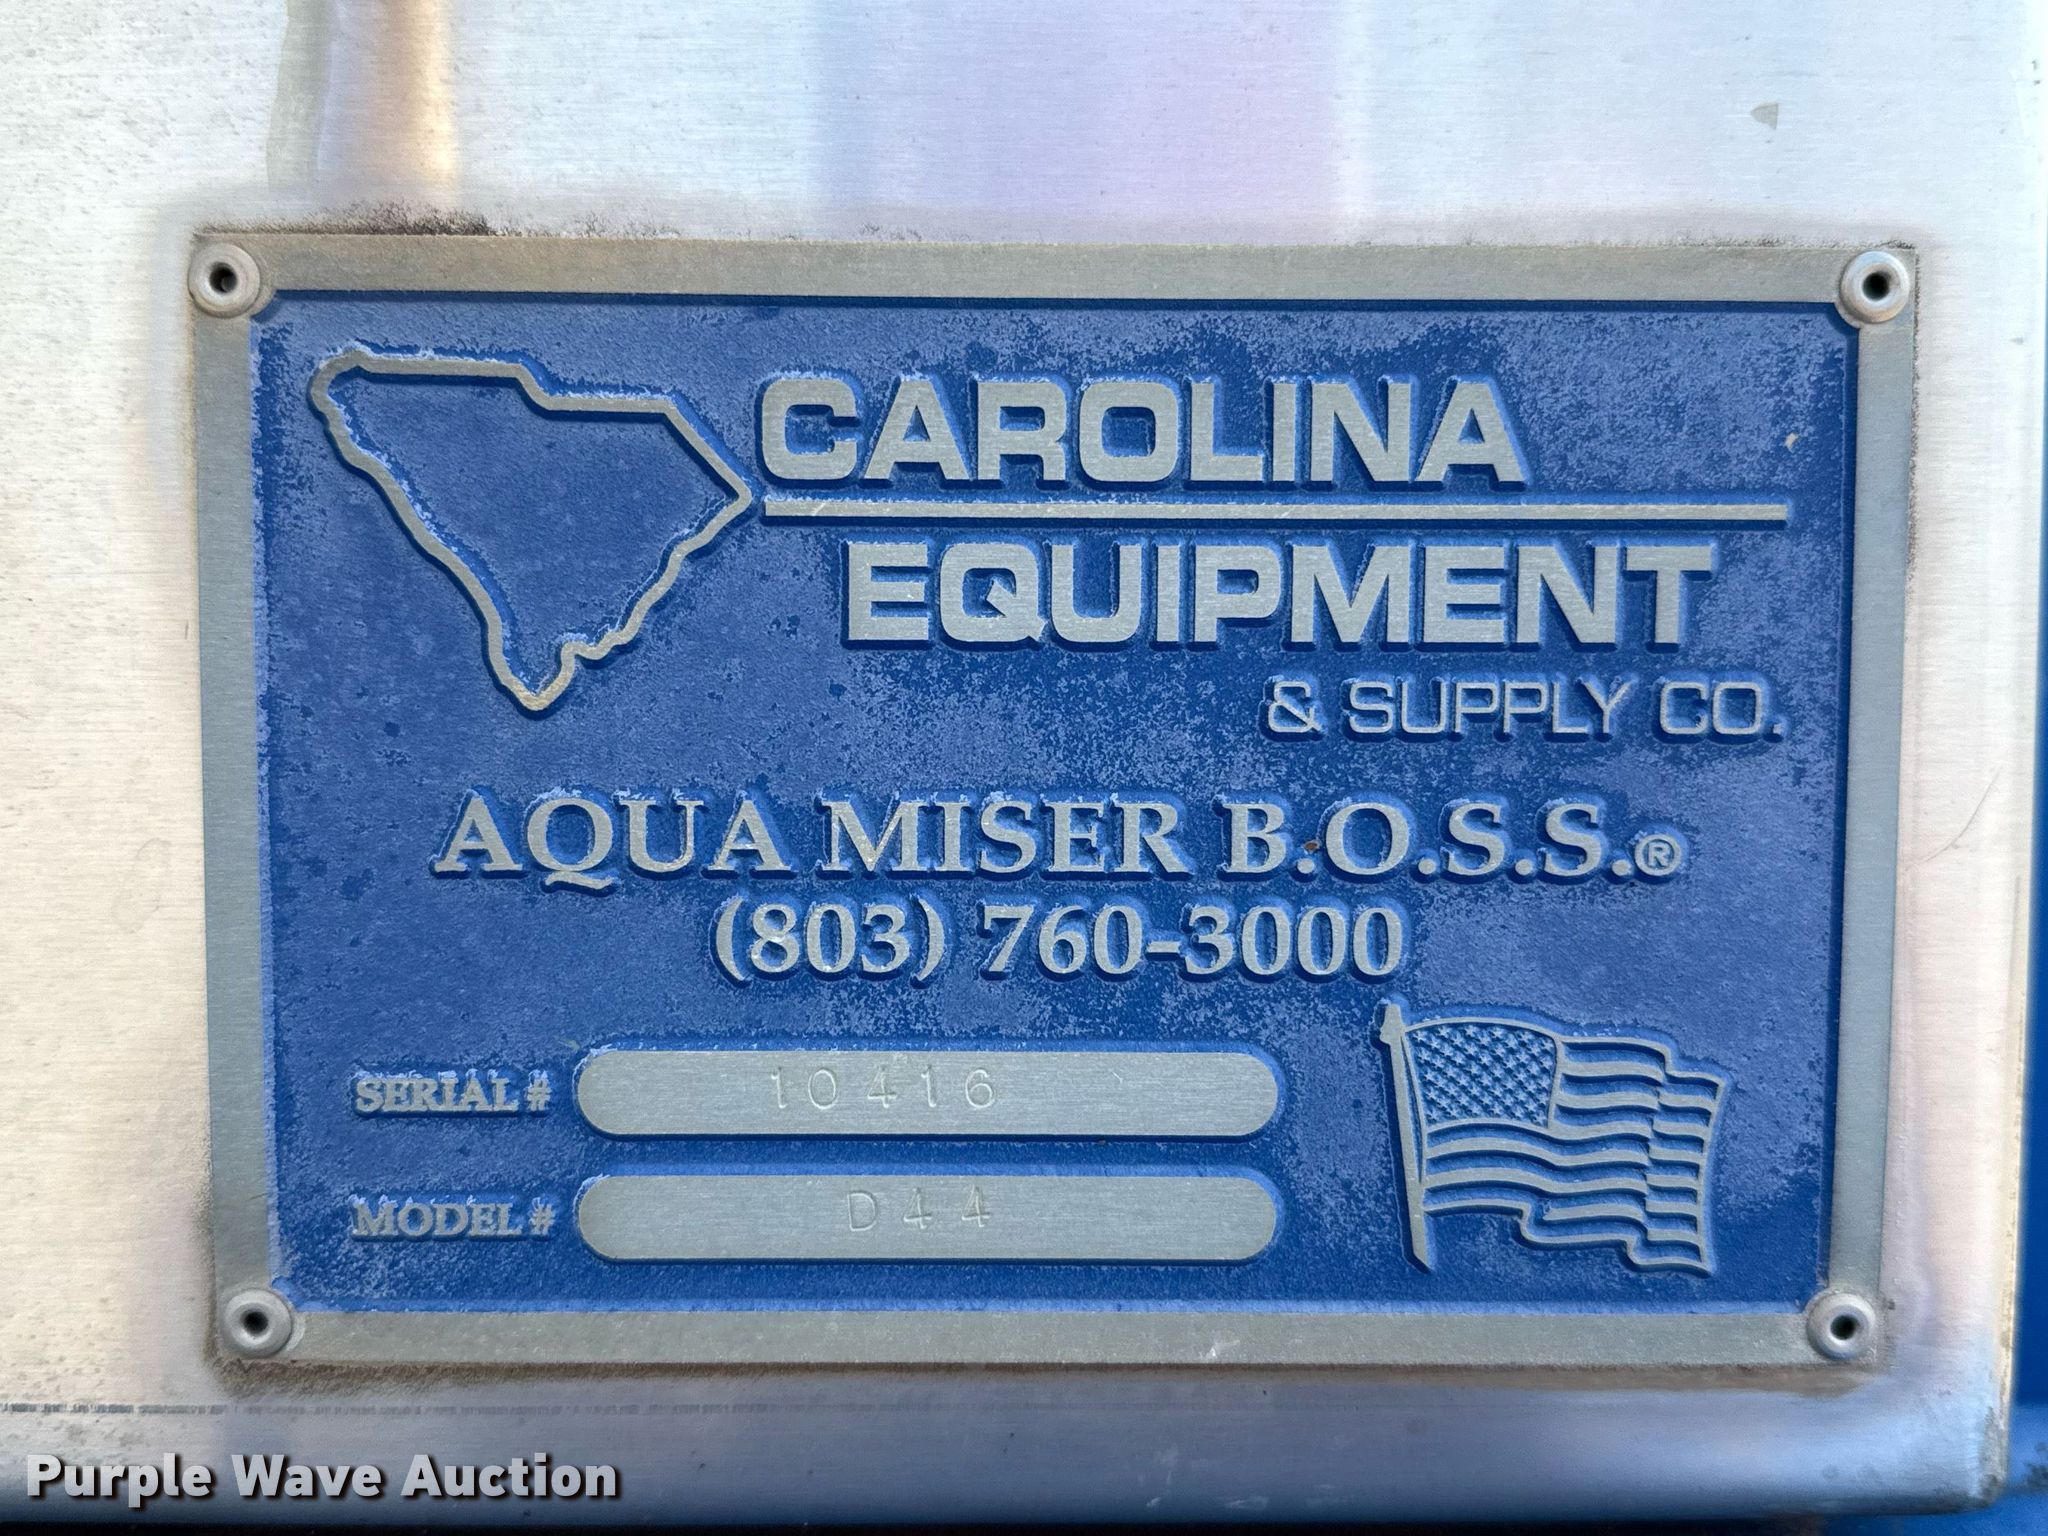 CAROLINA
EQUIPMENT
& SUPPLY CO.
AQUA MISER B.O.S.S.®
(803) 760-3000
SERIAL # 10416
MODEL # D44
Purple Wave Auction